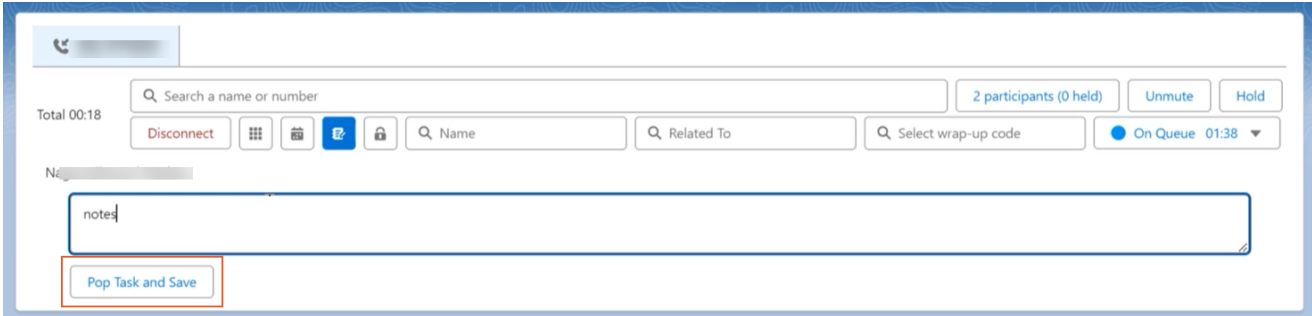 Search a name or number
2 participants (0 held)
Unmute
Hold
Total 00:18
Disconnect
Name
Related To
Select wrap-up code
On Queue 01:38
notes
Pop Task and Save